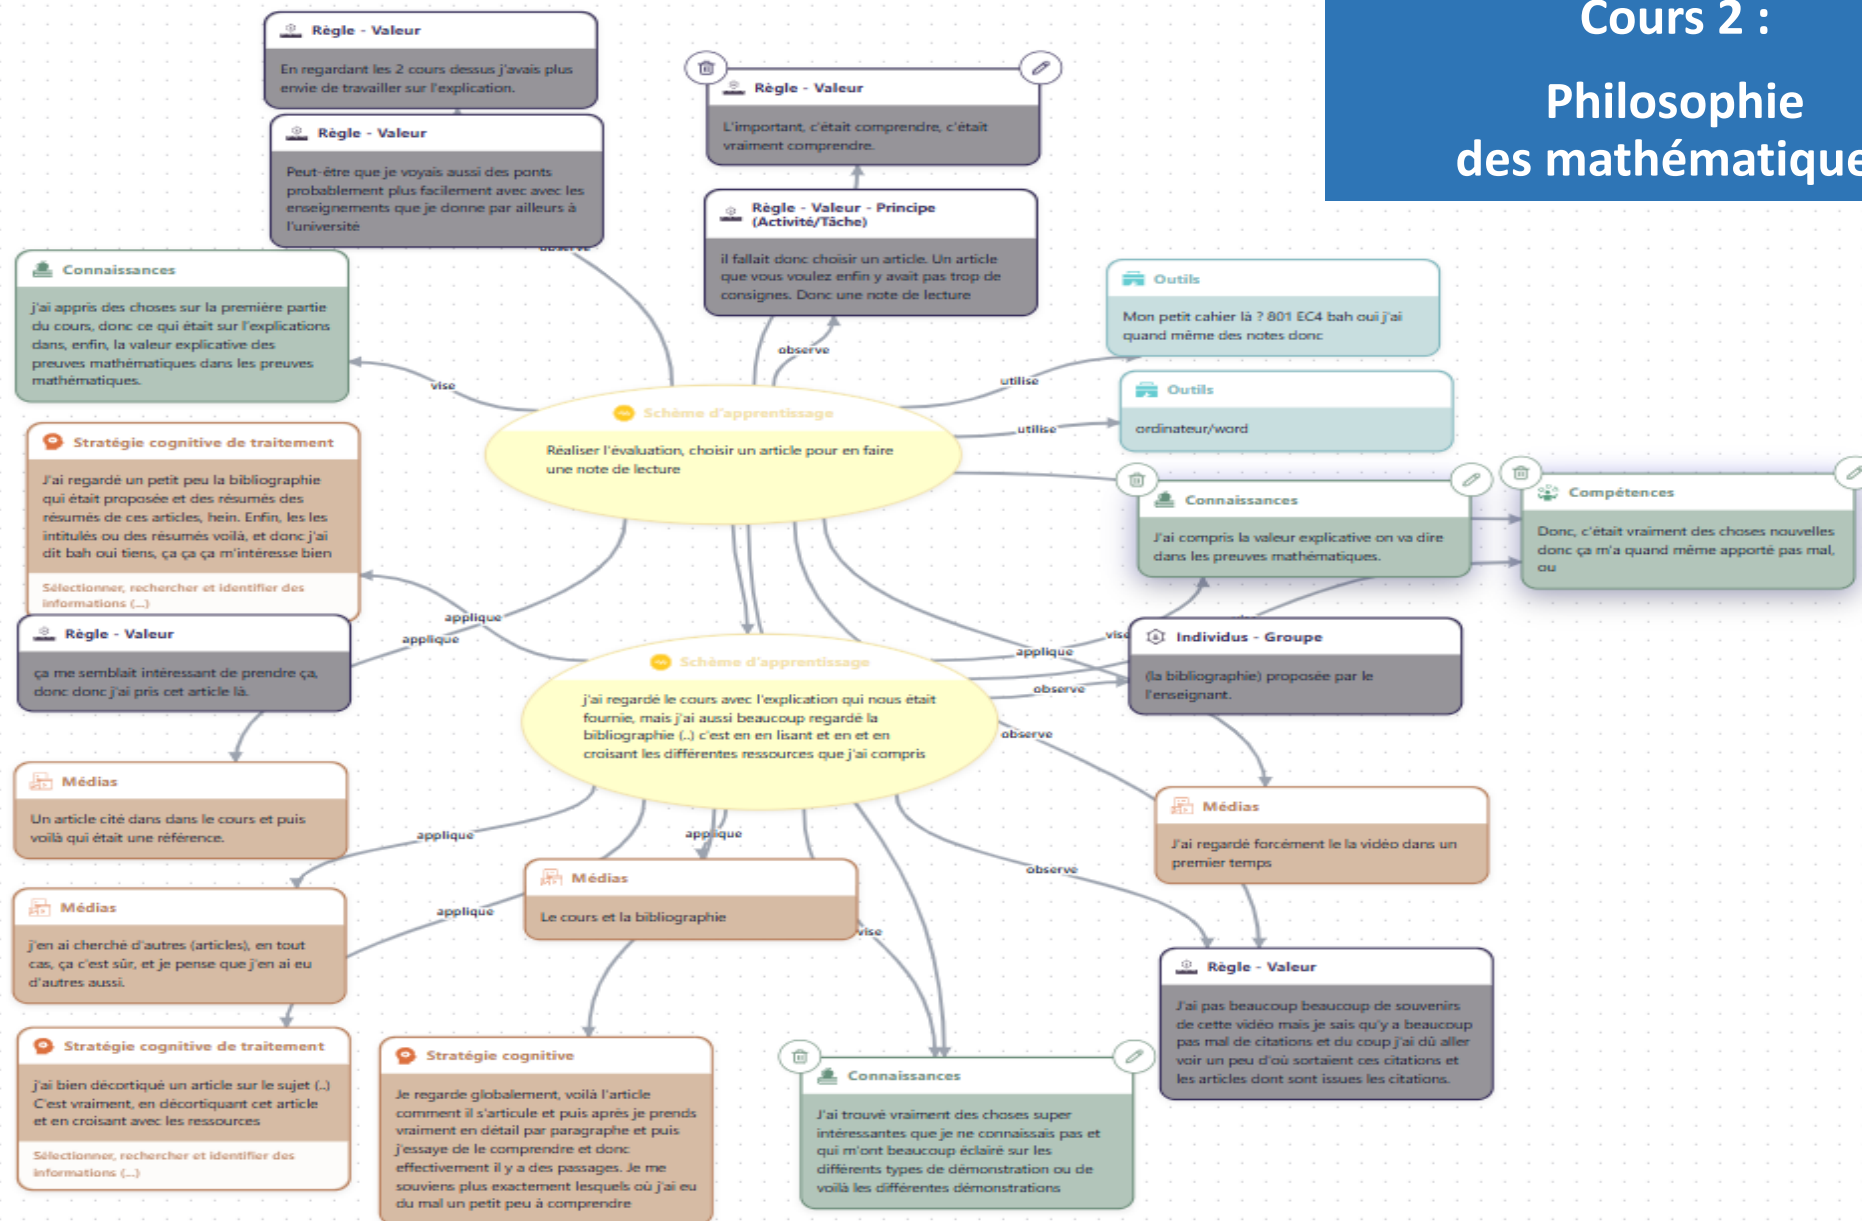 Cours 2 :
Philosophie
des mathématique
Règle - Valeur
En regardant les 2 cours dessus j'avais plus
envie de travailler sur l'explication.
Règle - Valeur
Peut-être que je voyais aussi des ponts
probablement plus facilement avec avec les
enseignements que je donne par ailleurs à
l'université
observe
Règle - Valeur
L'important, c'était comprendre, c'était
vraiment comprendre.
Règle - Valeur - Principe
(Activité/Tâche)
il fallait donc choisir un article. Un article
que vous voulez enfin y avait pas trop de
consignes. Donc une note de lecture
observe
Connaissances
j'ai appris des choses sur la première partie
du cours, donc ce qui était sur l'explications
dans, enfin, la valeur explicative des
preuves mathématiques dans les preuves
mathématiques.
vise
Outils
Mon petit cahier là ? 801 EC4 bah oui j'ai
quand même des notes donc
utilise
Outils
ordinateur/word
utilise
Schème d'apprentissage
Réaliser l'évaluation, choisir un article pour en faire
une note de lecture
Stratégie cognitive de traitement
J'ai regardé un petit peu la bibliographie
qui était proposée et des résumés des
résumés de ces articles, hein. Enfin, les les
intitulés ou des résumés voilà, et donc j'ai
dit bah oui tiens, ça ça ça m'intéresse bien
Sélectionner, rechercher et identifier des
informations (...)
Connaissances
J'ai compris la valeur explicative on va dire
dans les preuves mathématiques.
Compétences
Donc, c'était vraiment des choses nouvelles
donc ça m'a quand même apporté pas mal,
ou
applique
applique
Règle - Valeur
ça me semblait intéressant de prendre ça,
donc donc j'ai pris cet article là.
Schème d'apprentissage
j'ai regardé le cours avec l'explication qui nous était
fournie, mais j'ai aussi beaucoup regardé la
bibliographie (..) c'est en en lisant et en et en
croisant les différentes ressources que j'ai compris
vise
applique
observe
observe
Individus - Groupe
(la bibliographie) proposée par le
l'enseignant.
Médias
Un article cité dans dans le cours et puis
voilà qui était une référence.
applique
applique
Médias
J'ai regardé forcément le la vidéo dans un
premier temps
observe
Médias
j'en ai cherché d'autres (articles), en tout
cas, ça c'est sûr, et je pense que j'en ai eu
d'autres aussi.
applique
Médias
Le cours et la bibliographie
vise
Règle - Valeur
J'ai pas beaucoup beaucoup de souvenirs
de cette vidéo mais je sais qu'y a beaucoup
pas mal de citations et du coup j'ai dû aller
voir un peu d'où sortaient ces citations et
les articles dont sont issues les citations.
Stratégie cognitive de traitement
j'ai bien décortiqué un article sur le sujet (..)
C'est vraiment, en décortiquant cet article
et en croisant avec les ressources
Sélectionner, rechercher et identifier des
informations (...)
Stratégie cognitive
Je regarde globalement, voilà l'article
comment il s'articule et puis après je prends
vraiment en détail par paragraphe et puis
j'essaye de le comprendre et donc
effectivement il y a des passages. Je me
souviens plus exactement lesquels où j'ai eu
du mal un petit peu à comprendre
Connaissances
J'ai trouvé vraiment des choses super
intéressantes que je ne connaissais pas et
qui m'ont beaucoup éclairé sur les
différents types de démonstration ou de
voilà les différentes démonstrations